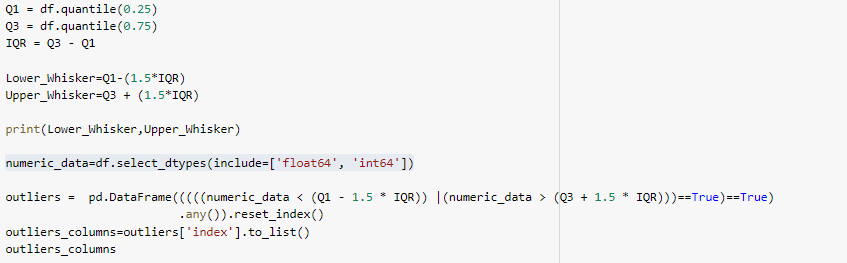 Q1 = df.quantile(0.25)
Q3 = df.quantile(0.75)
IQR = Q3 - Q1
Lower_Whisker=Q1-(1.5*IQR)
Upper_Whisker=Q3 + (1.5*IQR)
print(Lower_Whisker,Upper_Whisker)
numeric_data=df.select_dtypes(include=['float64', 'int64'])
outliers =  pd.DataFrame(((((numeric_data < (Q1 - 1.5 * IQR)) |(numeric_data > (Q3 + 1.5 * IQR)))==True)==True)
.any()).reset_index()
outliers_columns=outliers['index'].to_list()
outliers_columns